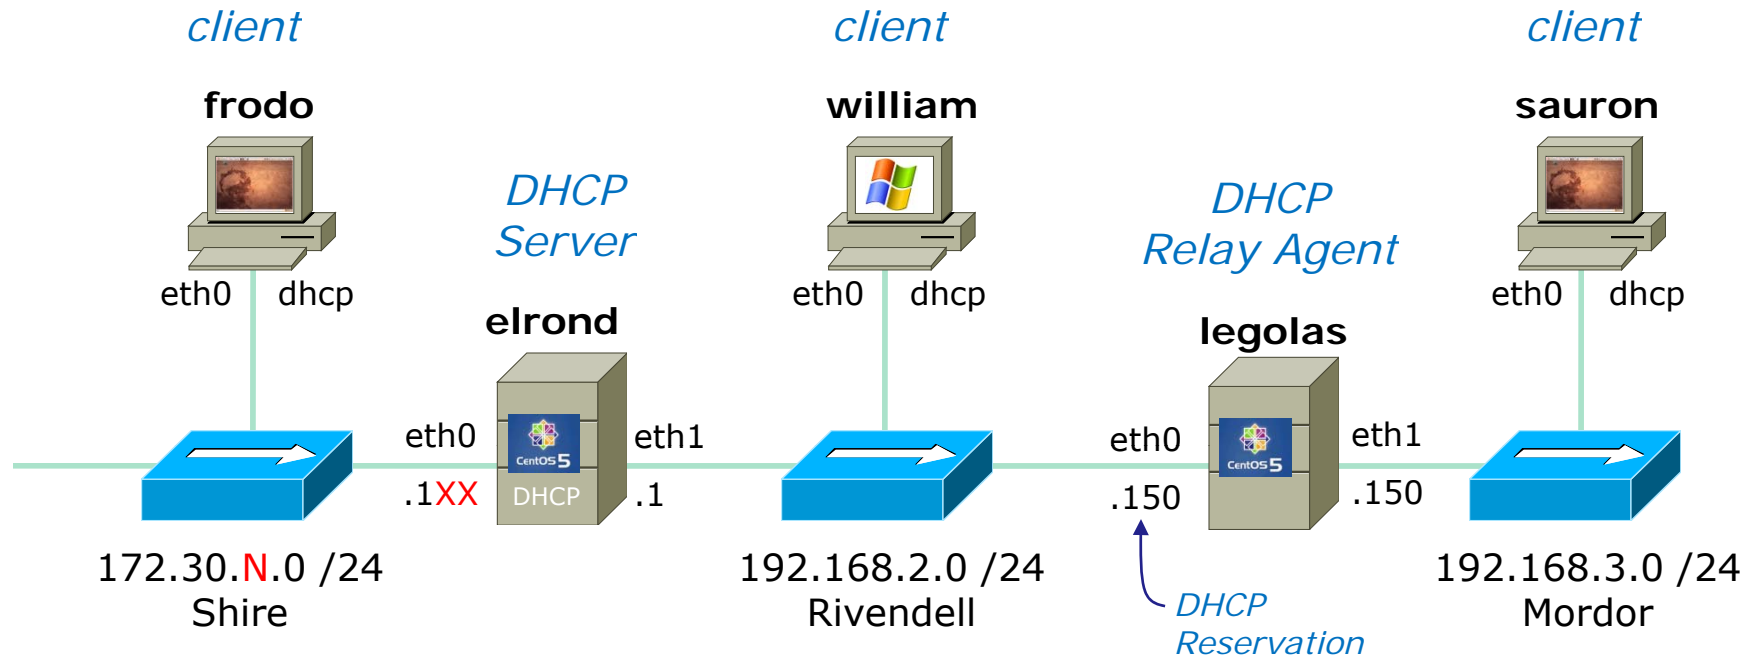 client
client
client
frodo
william
sauron
DHCP
Server
DHCP
Relay Agent
eth0 dhcp
eth0 dhcp
eth0 dhcp
elrond
legolas
eth0
eth1
eth0
eth1
CentOS 5
CentOS 5
.1XX
DHCP
.1
.150
.150
172.30.N.0 /24
Shire
192.168.2.0 /24
Rivendell
192.168.3.0 /24
Mordor
DHCP
Reservation